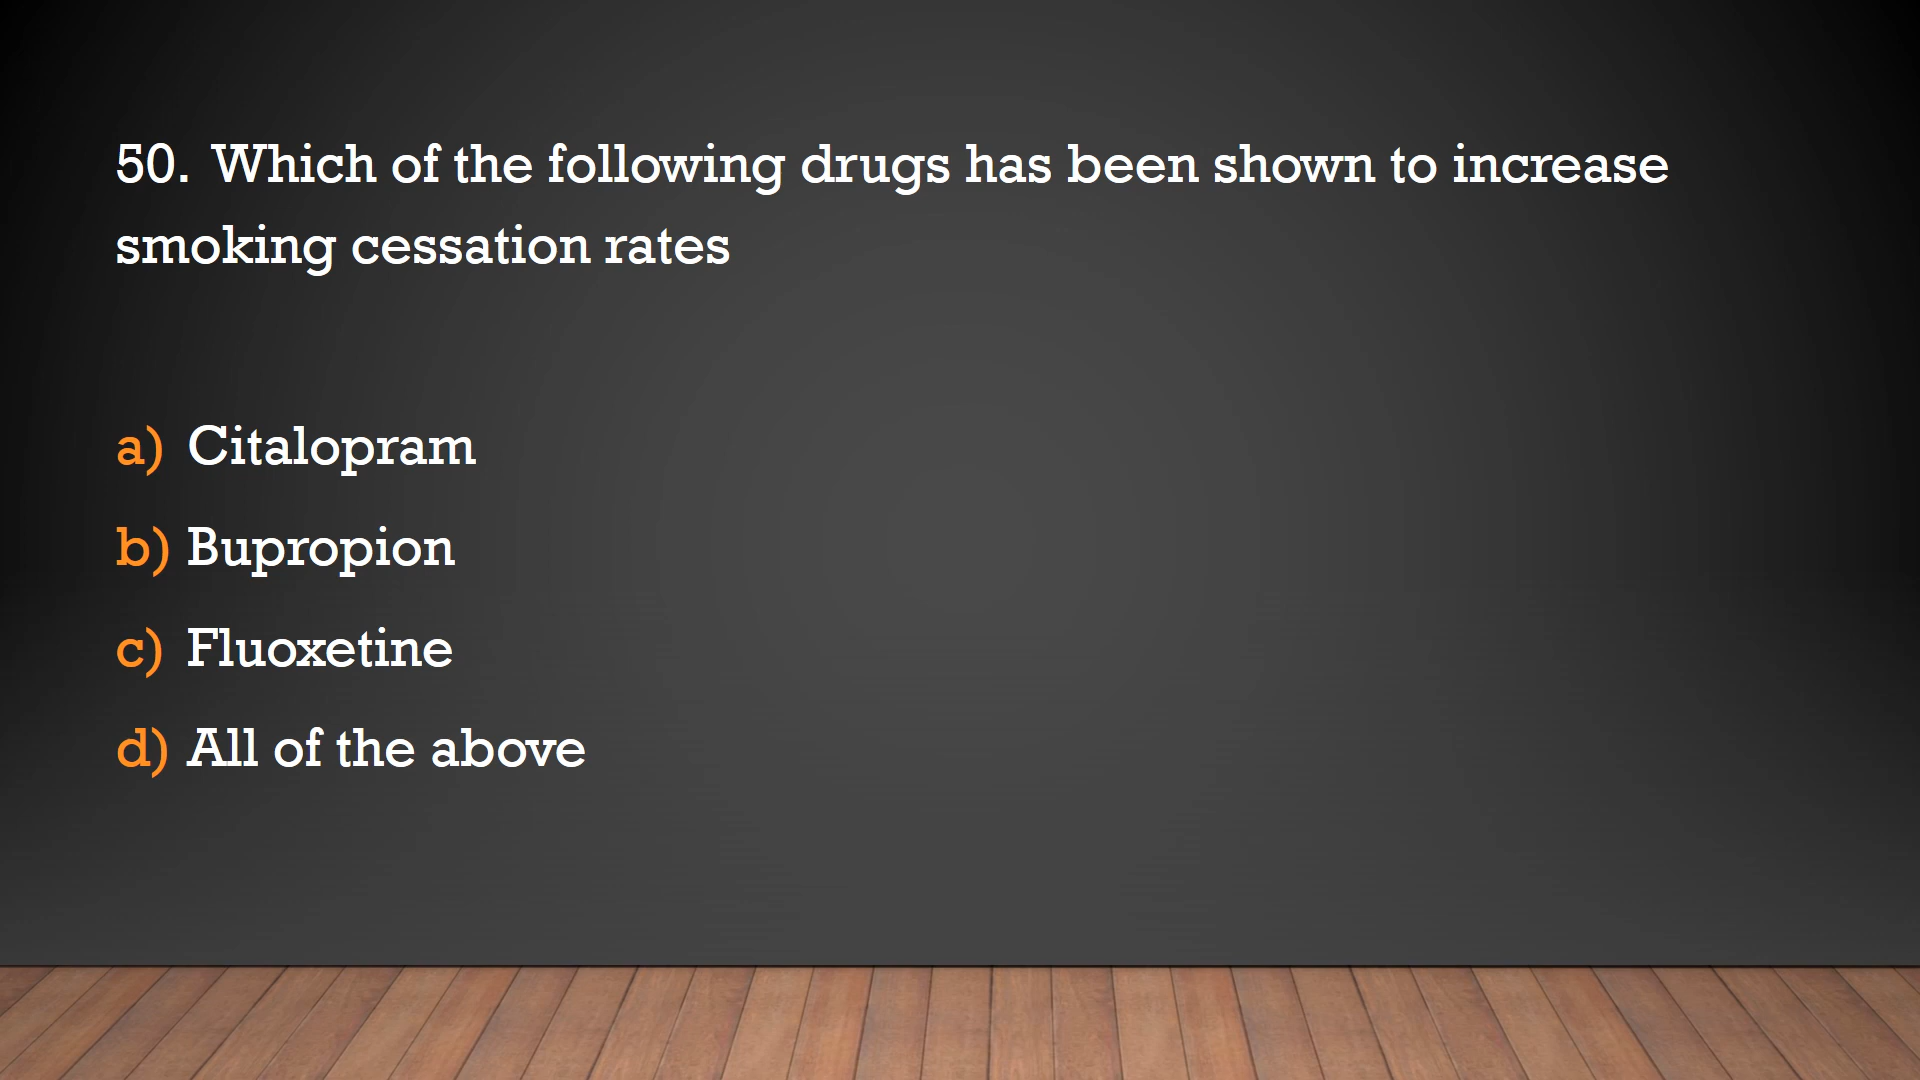 50. Which of the following drugs has been shown to increase
smoking cessation rates
a) Citalopram
b) Bupropion
c) Fluoxetine
d) All of the above